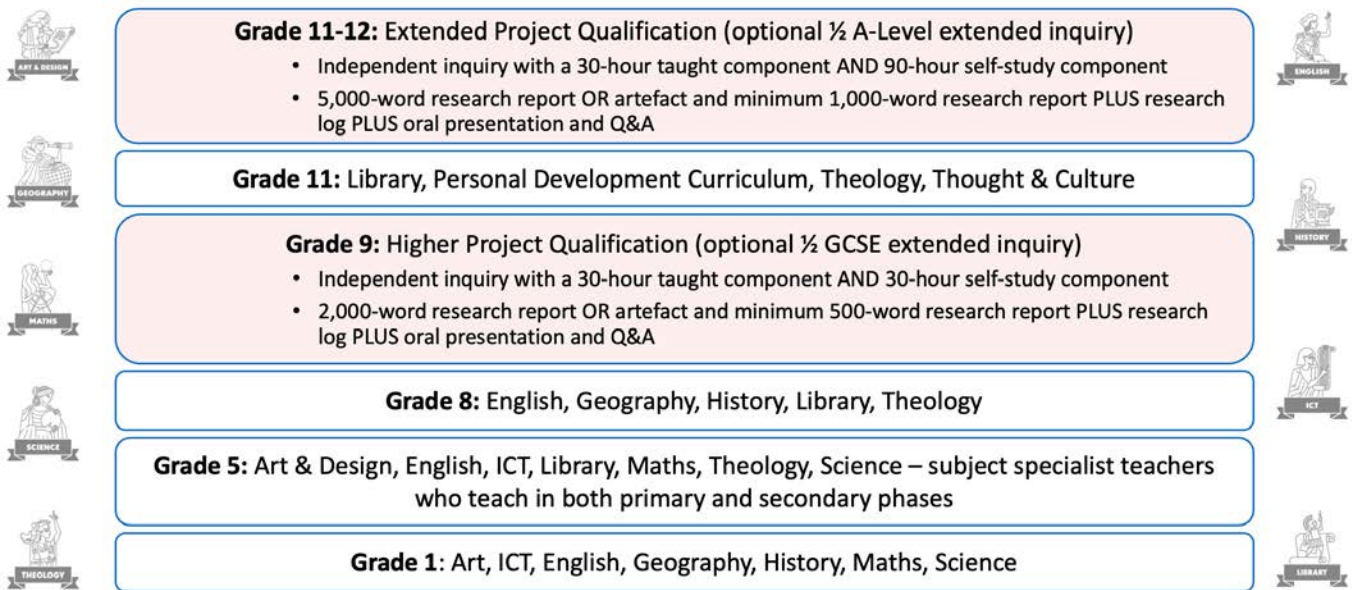 Grade 11-12: Extended Project Qualification (optional ½ A-Level extended inquiry)
• Independent inquiry with a 30-hour taught component AND 90-hour self-study component
• 5,000-word research report OR artefact and minimum 1,000-word research report PLUS research
log PLUS oral presentation and Q&A
Grade 11: Library, Personal Development Curriculum, Theology, Thought & Culture
Grade 9: Higher Project Qualification (optional ½ GCSE extended inquiry)
• Independent inquiry with a 30-hour taught component AND 30-hour self-study component
• 2,000-word research report OR artefact and minimum 500-word research report PLUS research
log PLUS oral presentation and Q&A
Grade 8: English, Geography, History, Library, Theology
Grade 5: Art & Design, English, ICT, Library, Maths, Theology, Science – subject specialist teachers
who teach in both primary and secondary phases
Grade 1: Art, ICT, English, Geography, History, Maths, Science
ART & DESIGN
GEOGRAPHY
MATHS
SCIENCE
THEOLOGY
ENGLISH
HISTORY
ICT
LIBRARY